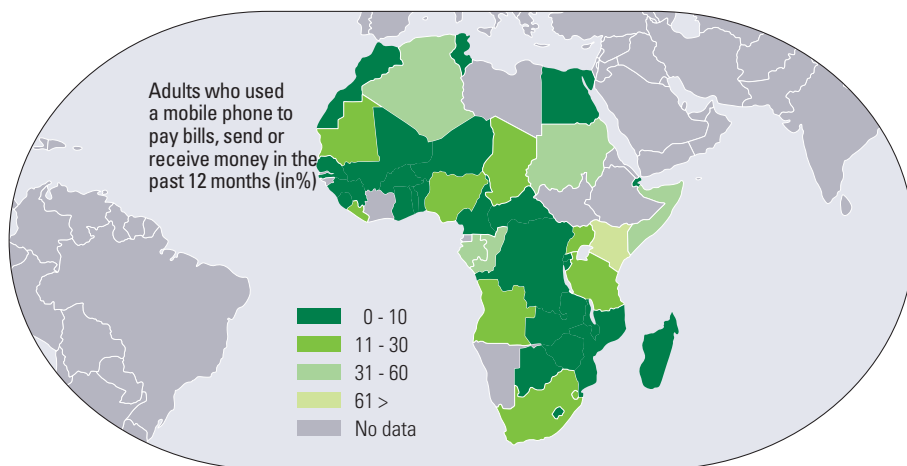 Adults who used
a mobile phone to
pay bills, send or
receive money in the
past 12 months (in%)
0 - 10
11 - 30
31 - 60
61 >
No data